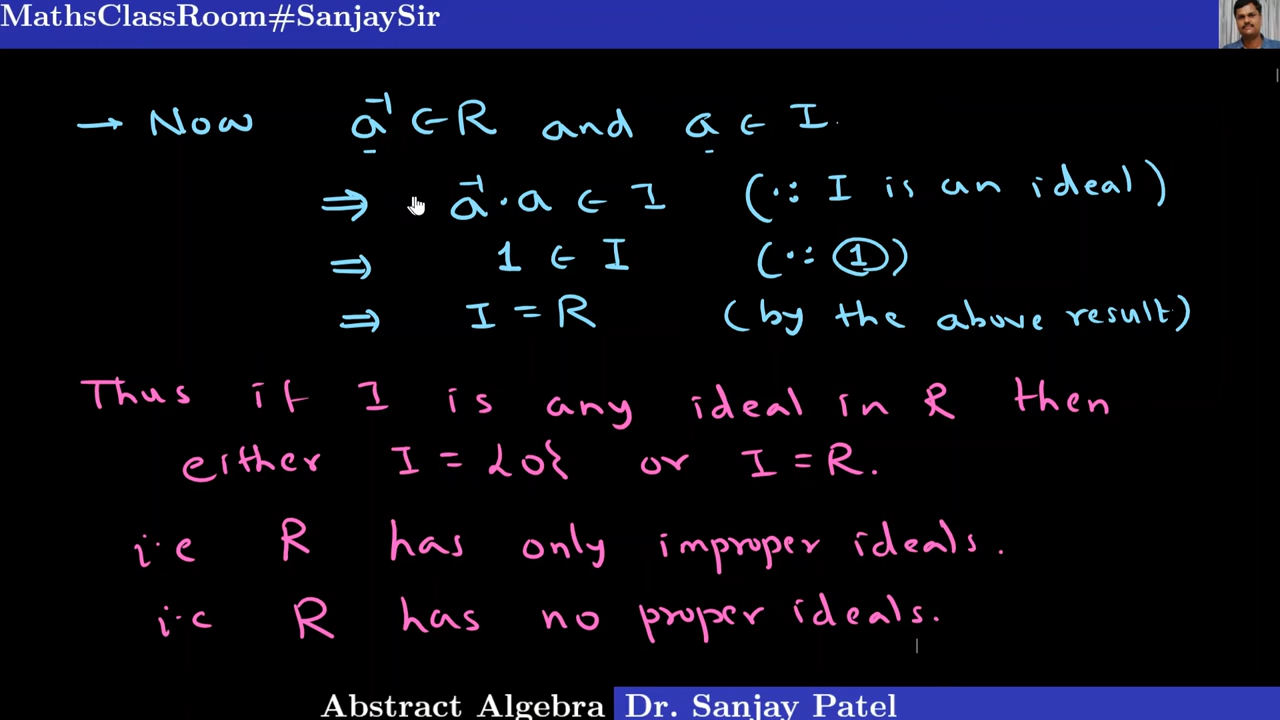 MathsClassRoom#SanjaySir
→ Now a⁻¹ ∈ R and a ∈ I.
⇒ a⁻¹·a ∈ I (∵ I is an ideal)
⇒ 1 ∈ I (∵ ①)
⇒ I = R (by the above result)
Thus if I is any ideal in R then
either I = {0} or I = R.
i.e R has only improper ideals.
i.e R has no proper ideals.
Abstract Algebra Dr. Sanjay Patel